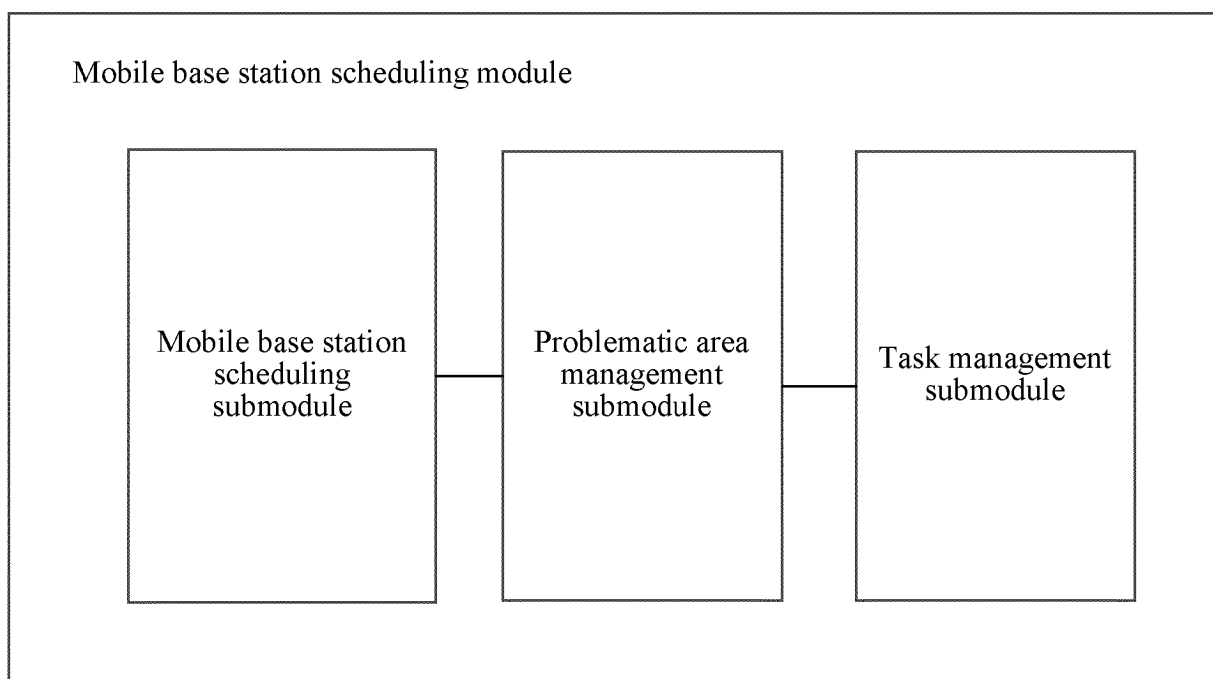 Mobile base station scheduling module
Mobile base station
scheduling
submodule
Problematic area
management
submodule
Task management
submodule